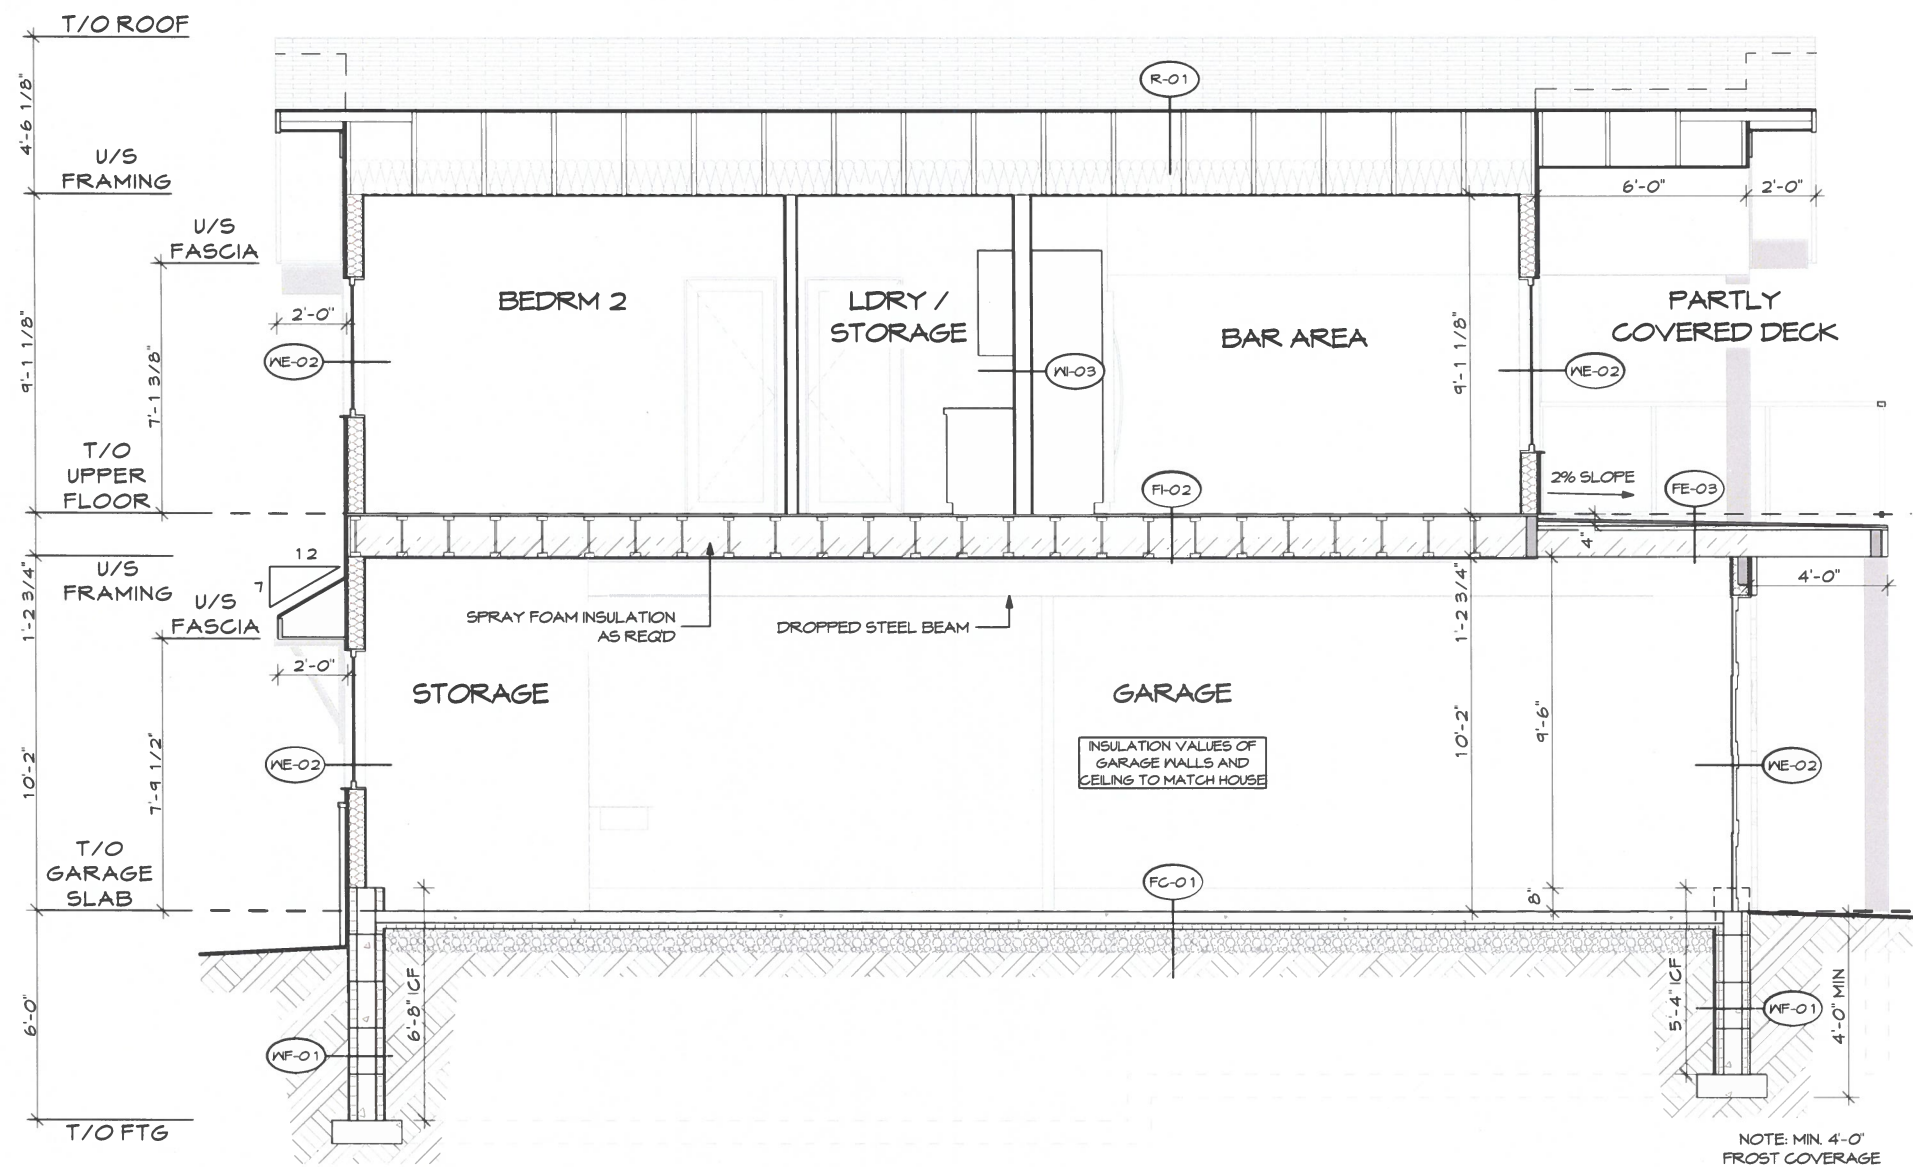 T/O ROOF
4'-6 1/8"
R-01
U/S
FRAMING
6'-0"
2'-0"
U/S
FASCIA
9'-1 1/8"
7'-1 3/8"
2'-0"
BEDRM 2
LDRY /
STORAGE
BAR AREA
9'-1 1/8"
PARTLY
COVERED DECK
WE-02
WI-03
WE-02
T/O
UPPER
FLOOR
FI-02
2% SLOPE
FE-03
4"
12
7
U/S
FRAMING
1'-2 3/4"
U/S
FASCIA
SPRAY FOAM INSULATION
AS REQ'D
DROPPED STEEL BEAM
1'-2 3/4"
4'-0"
2'-0"
STORAGE
GARAGE
10'-2"
7'-9 1/2"
10'-2"
9'-6"
INSULATION VALUES OF
GARAGE WALLS AND
CEILING TO MATCH HOUSE
WE-02
WE-02
T/O
GARAGE
SLAB
FC-01
8"
6'-0"
6'-8" ICF
5'-4" ICF
4'-0" MIN
WF-01
WF-01
T/O FTG
NOTE: MIN. 4'-0"
FROST COVERAGE